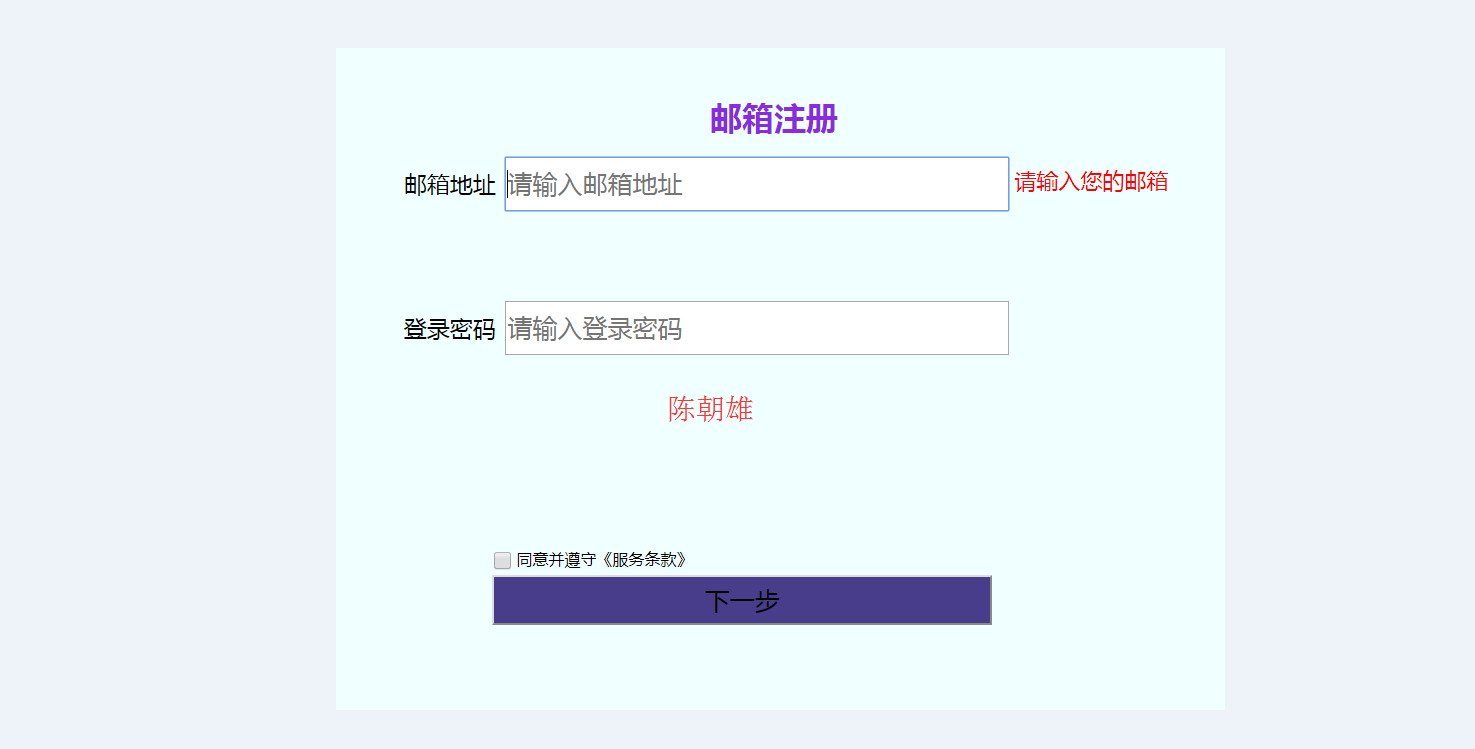 邮箱注册
邮箱地址 请输入邮箱地址 请输入您的邮箱
登录密码 请输入登录密码
陈朝雄
同意并遵守《服务条款》
下一步